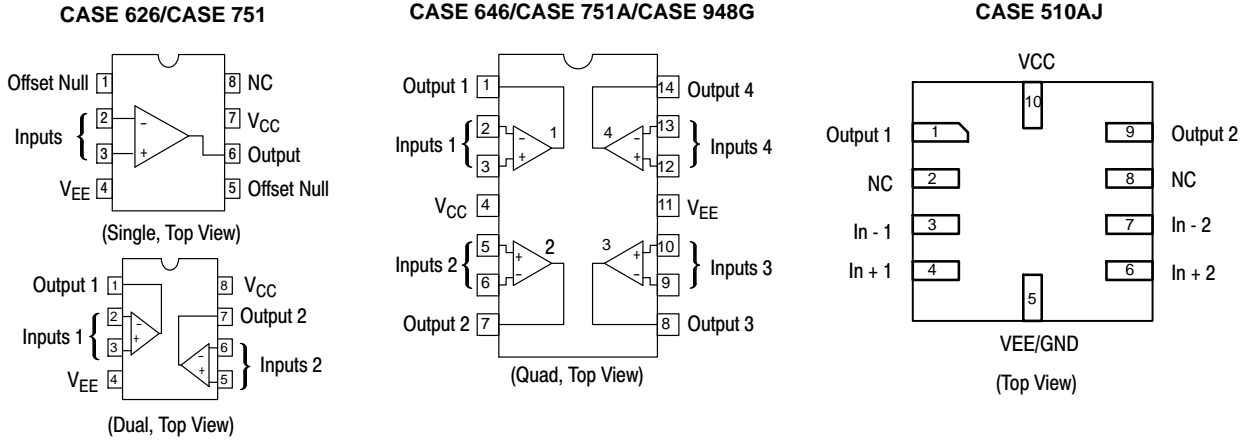 CASE 626/CASE 751
Offset Null 1
8 NC
Inputs
2
-
3
+
7 VCC
6 Output
VEE 4
5 Offset Null
(Single, Top View)
Output 1 1
8 VCC
Inputs 1
2
-
3
+
7 Output 2
6
-
5
+
Inputs 2
VEE 4
(Dual, Top View)
CASE 646/CASE 751A/CASE 948G
Output 1 1
14 Output 4
Inputs 1
2
-
3
+
1
4
-
13
+
12
Inputs 4
VCC 4
11 VEE
Inputs 2
5
+
6
-
2
3
+
10
-
9
Inputs 3
Output 2 7
8 Output 3
(Quad, Top View)
CASE 510AJ
VCC
10
Output 1 1
9 Output 2
NC 2
8 NC
In - 1 3
7 In - 2
In + 1 4
6 In + 2
5
VEE/GND
(Top View)